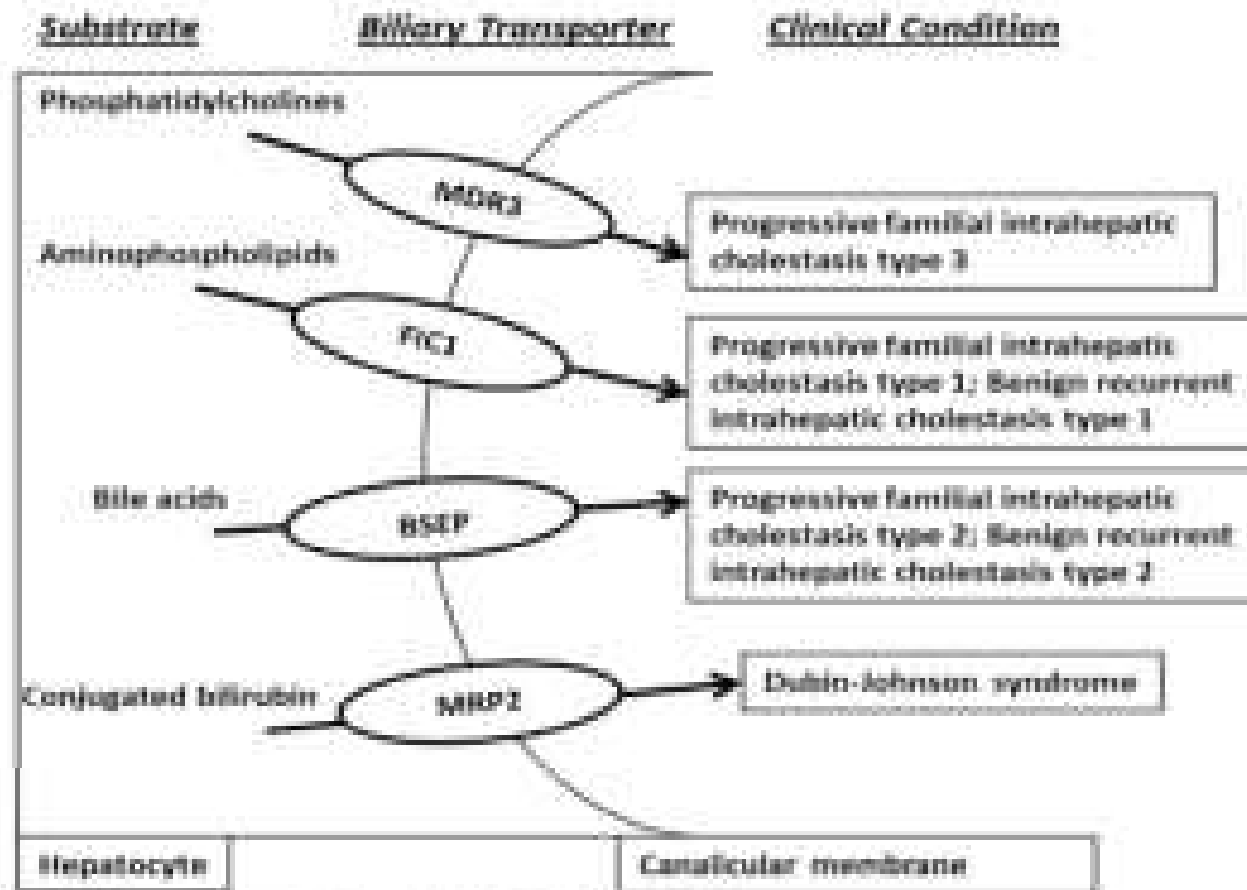 Substrate
Biliary Transporter
Clinical Condition
Phosphatidylcholines
MDR3
Progressive familial intrahepatic
cholestasis type 3
Aminophospholipids
FIC1
Progressive familial intrahepatic
cholestasis type 1; Benign recurrent
intrahepatic cholestasis type 1
Bile acids
BSEP
Progressive familial intrahepatic
cholestasis type 2; Benign recurrent
intrahepatic cholestasis type 2
Conjugated bilirubin
MRP2
Dubin-Johnson syndrome
Hepatocyte
Canalicular membrane